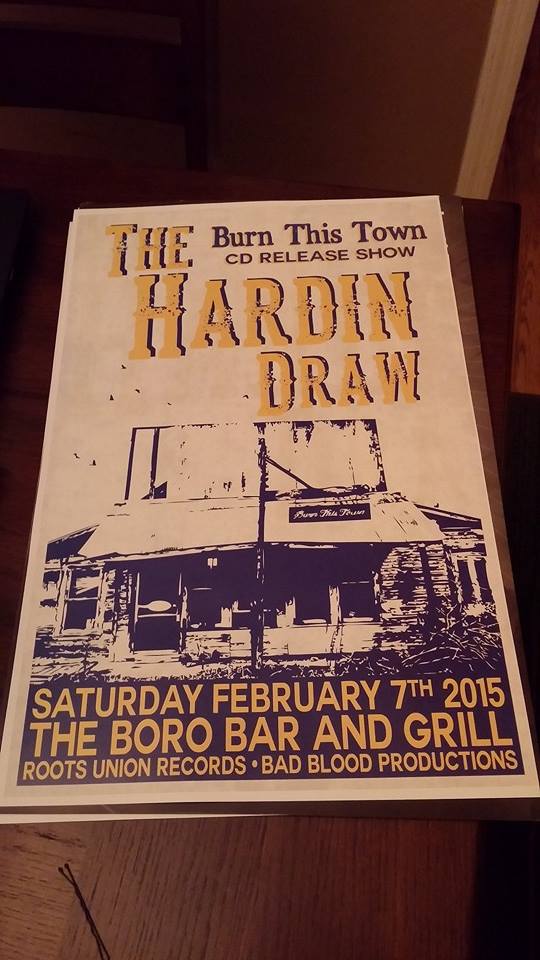 THE
Burn This Town
CD RELEASE SHOW
HARDIN
DRAW
Burn This Town
SATURDAY FEBRUARY 7TH 2015
THE BORO BAR AND GRILL
ROOTS UNION RECORDS • BAD BLOOD PRODUCTIONS